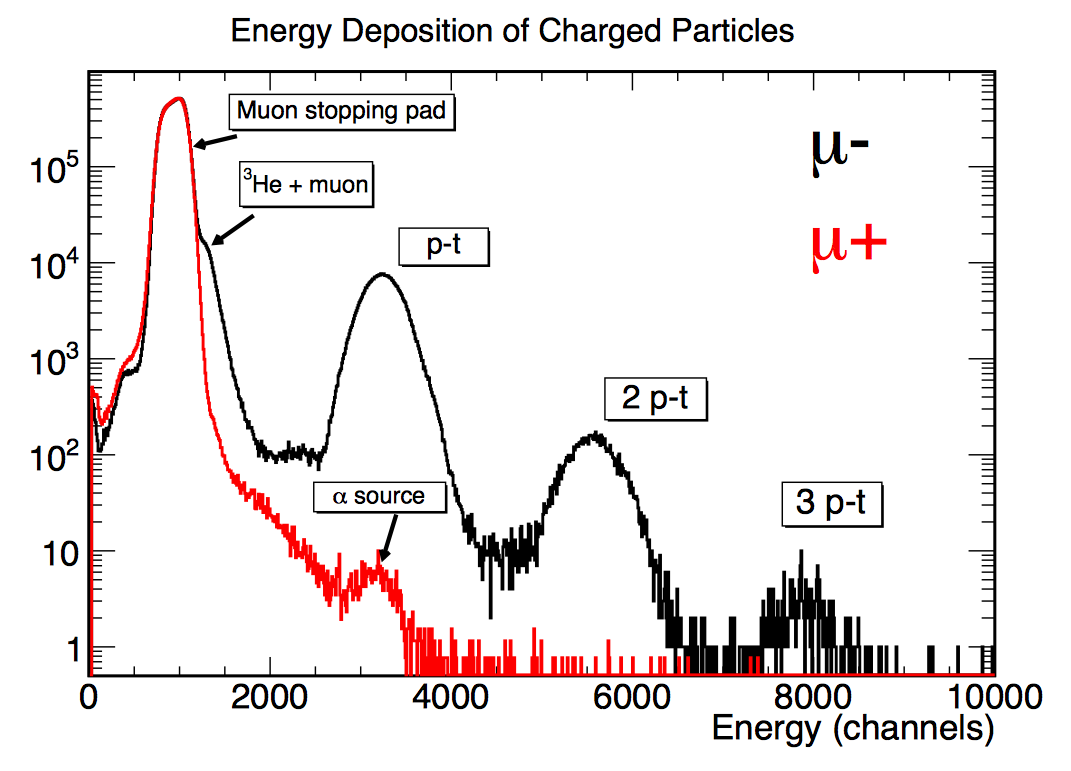 Energy Deposition of Charged Particles
Muon stopping pad
³He + muon
p-t
μ-
μ+
2 p-t
α source
3 p-t
10⁵
10⁴
10³
10²
10
1
0 2000 4000 6000 8000 10000
Energy (channels)